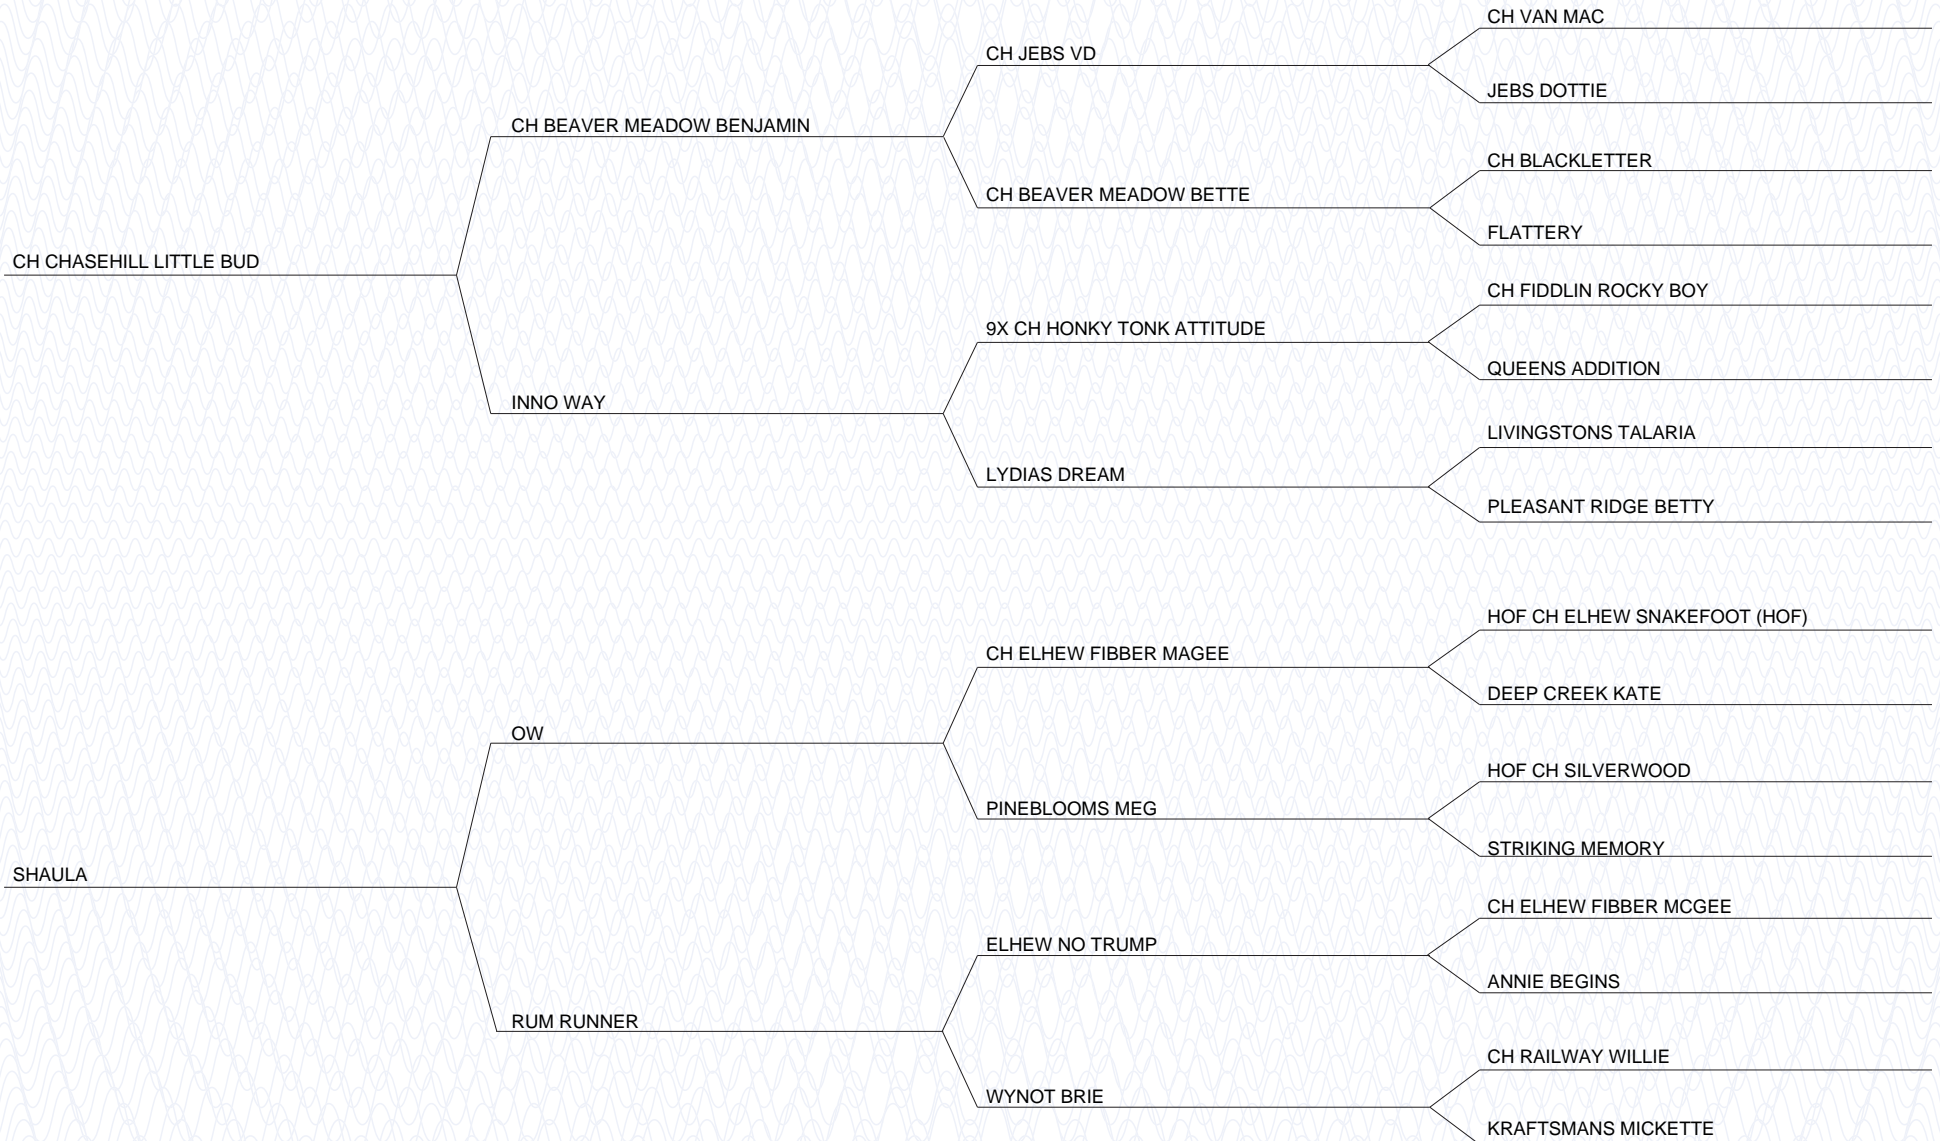 CH VAN MAC
CH JEBS VD
JEBS DOTTIE
CH BEAVER MEADOW BENJAMIN
CH BLACKLETTER
CH BEAVER MEADOW BETTE
FLATTERY
CH CHASEHILL LITTLE BUD
CH FIDDLIN ROCKY BOY
9X CH HONKY TONK ATTITUDE
QUEENS ADDITION
INNO WAY
LIVINGSTONS TALARIA
LYDIAS DREAM
PLEASANT RIDGE BETTY
HOF CH ELHEW SNAKEFOOT (HOF)
CH ELHEW FIBBER MAGEE
DEEP CREEK KATE
OW
HOF CH SILVERWOOD
PINEBLOOMS MEG
STRIKING MEMORY
SHAULA
CH ELHEW FIBBER MCGEE
ELHEW NO TRUMP
ANNIE BEGINS
RUM RUNNER
CH RAILWAY WILLIE
WYNOT BRIE
KRAFTSMANS MICKETTE